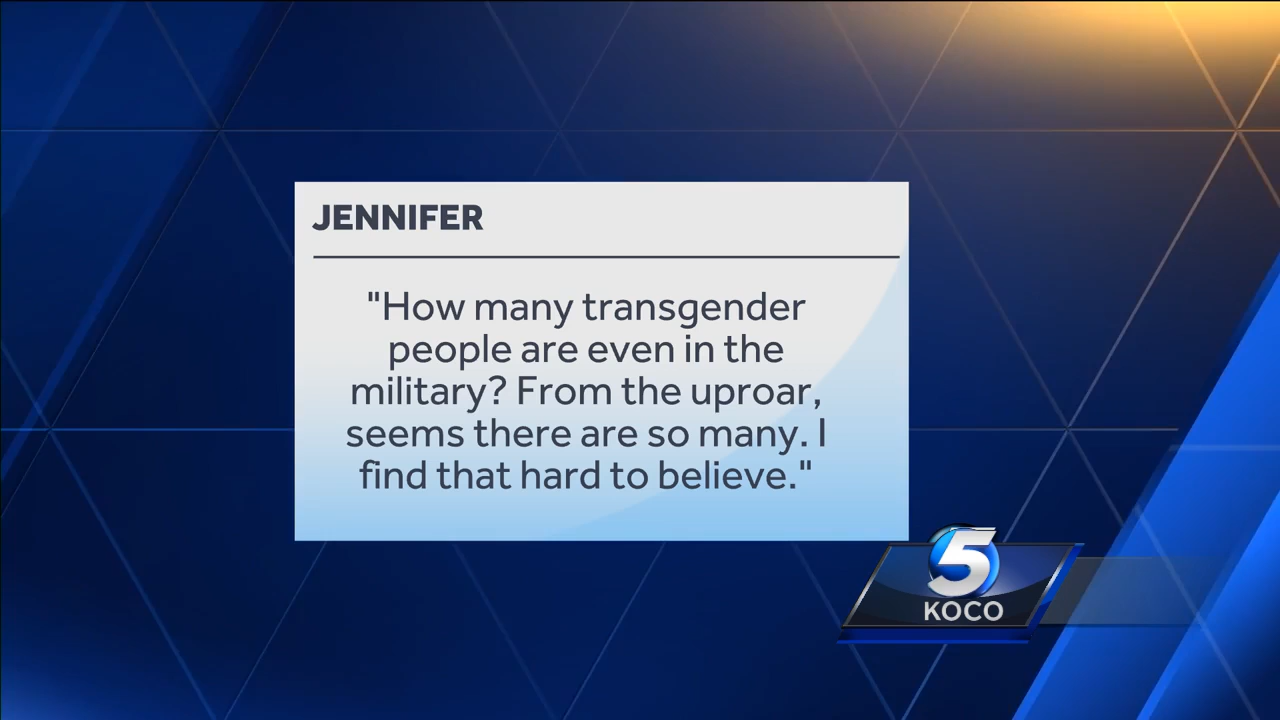 JENNIFER
"How many transgender
people are even in the
military? From the uproar,
seems there are so many. I
find that hard to believe."
5
KOCO